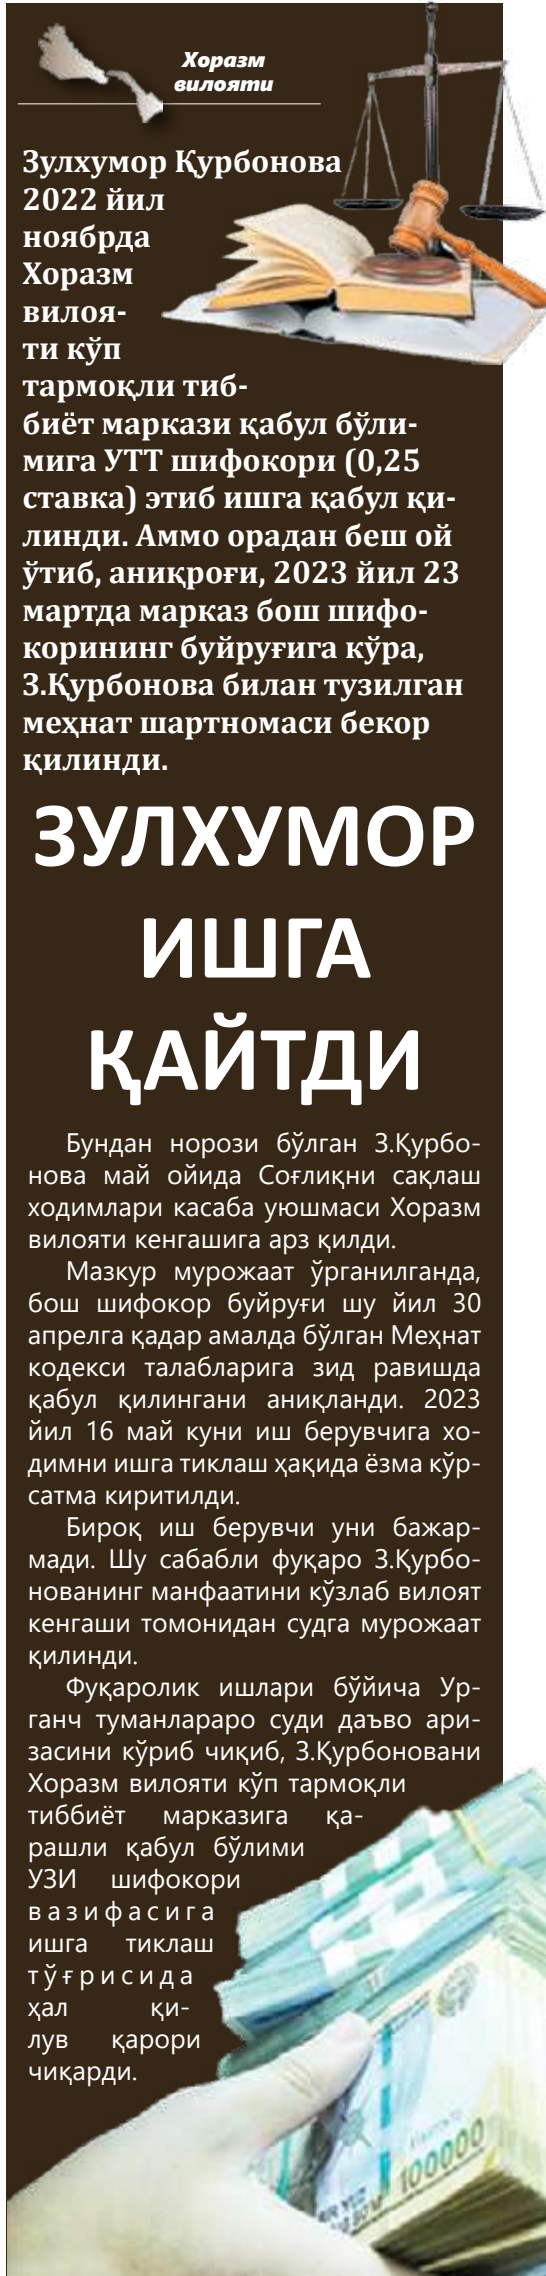 Хоразм
вилояти
Зулхумор Қурбонова
2022 йил
ноябрда
Хоразм
вилоя-
ти кўп
тармоқли тиб-
биёт маркази қабул бўли-
мига УТТ шифокори (0,25
ставка) этиб ишга қабул қи-
линди. Аммо орадан беш ой
ўтиб, аниқроғи, 2023 йил 23
мартда марказ бош шифо-
корининг буйруғига кўра,
З.Қурбонова билан тузилган
меҳнат шартномаси бекор
қилинди.
ЗУЛХУМОР
ИШГА
ҚАЙТДИ
Бундан норози бўлган З.Қурбо-
нова май ойида Соғлиқни сақлаш
ходимлари касаба уюшмаси Хоразм
вилояти кенгашига арз қилди.
Мазкур мурожаат ўрганилганда,
бош шифокор буйруғи шу йил 30
апрелга қадар амалда бўлган Меҳнат
кодекси талабларига зид равишда
қабул қилингани аниқланди. 2023
йил 16 май куни иш берувчига хо-
димни ишга тиклаш ҳақида ёзма кўр-
сатма киритилди.
Бироқ иш берувчи уни бажар-
мади. Шу сабабли фуқаро З.Қурбо-
нованинг манфаатини кўзлаб вилоят
кенгаши томонидан судга мурожаат
қилинди.
Фуқаролик ишлари бўйича Ур-
ганч туманлараро суди даъво ари-
засини кўриб чиқиб, З.Қурбоновани
Хоразм вилояти кўп тармоқли
тиббиёт марказига қа-
рашли қабул бўлими
УЗИ шифокори
вазифасига
ишга тиклаш
тўғрисида
ҳал қи-
лув қарори
чиқарди.
100000